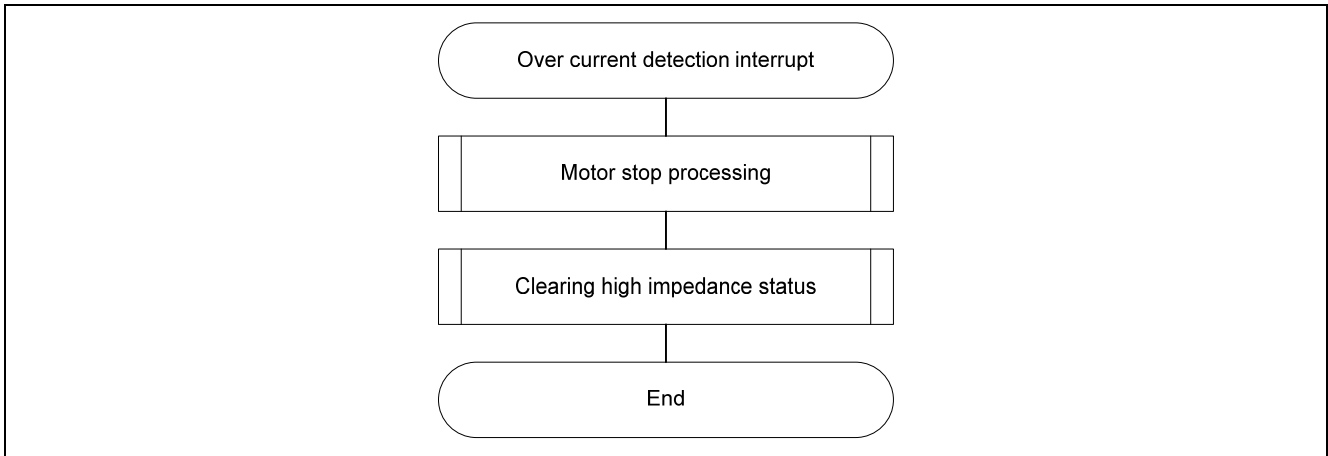 Over current detection interrupt
Motor stop processing
Clearing high impedance status
End